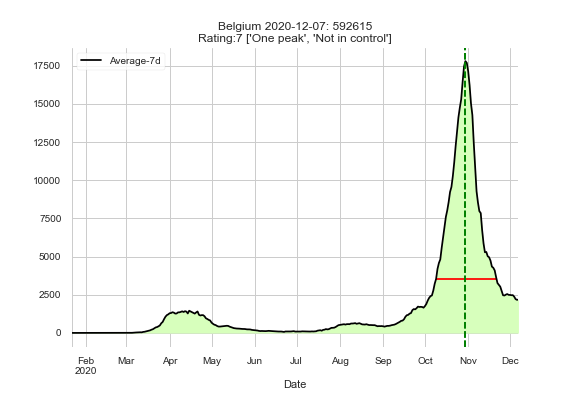 Belgium 2020-12-07: 592615
Rating:7 ['One peak', 'Not in control']
Average-7d
17500
15000
12500
10000
7500
5000
2500
0
Feb Mar Apr May Jun Jul Aug Sep Oct Nov Dec
2020
Date